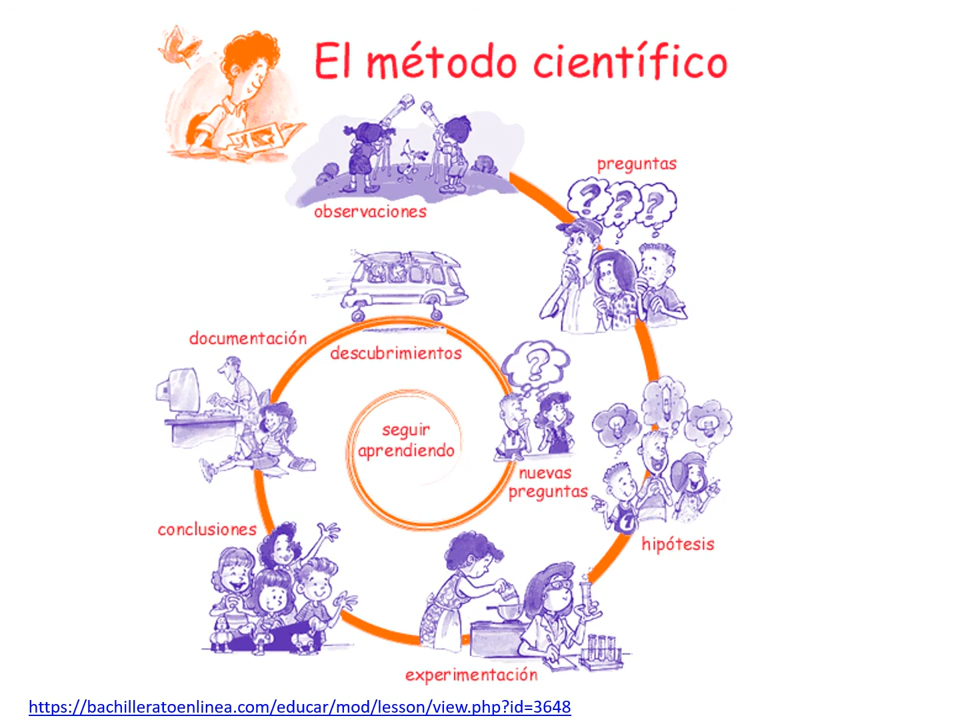 El método científico
observaciones
preguntas
? ? ?
hipótesis
experimentación
7
conclusiones
documentación
descubrimientos
?
nuevas
preguntas
seguir
aprendiendo
https://bachilleratoenlinea.com/educar/mod/lesson/view.php?id=3648